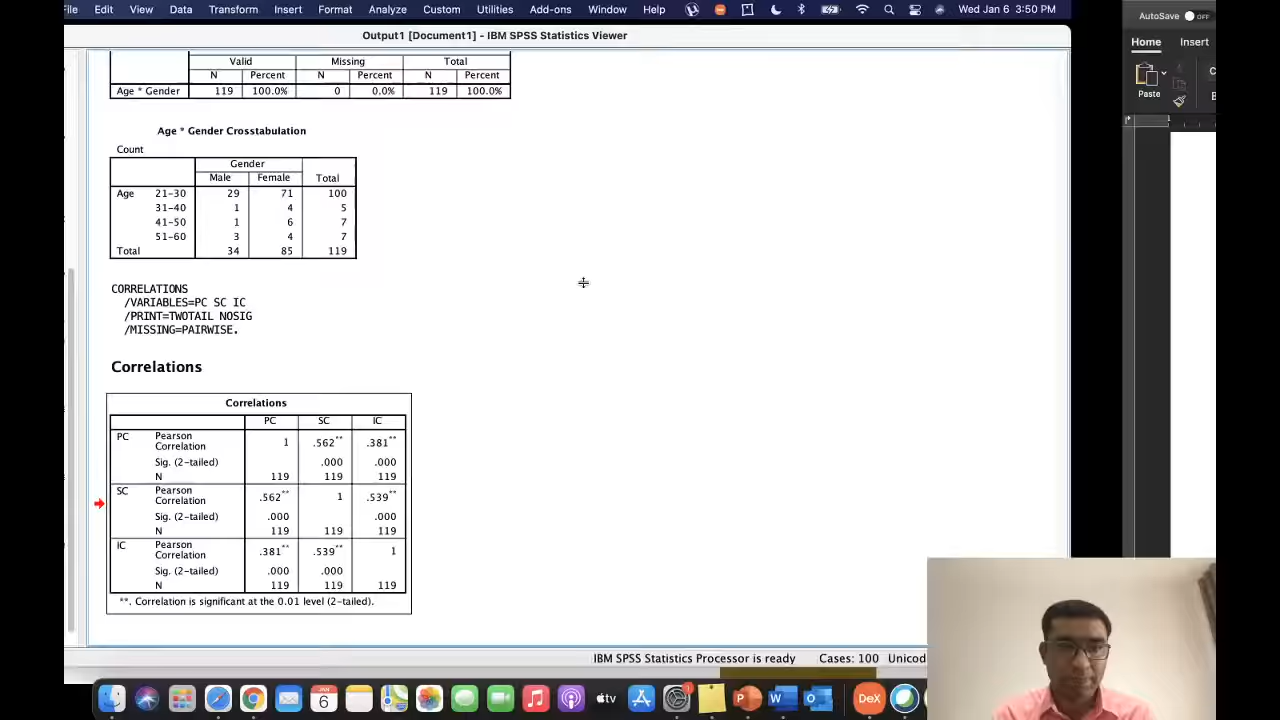 File Edit View Data Transform Insert Format Analyze Custom Utilities Add-ons Window Help Wed Jan 6 3:50 PM
Output1 [Document1] - IBM SPSS Statistics Viewer
AutoSave OFF
Home Insert
Paste
Valid Missing Total
N Percent N Percent N Percent
Age * Gender 119 100.0% 0 0.0% 119 100.0%
Age * Gender Crosstabulation
Count
Gender
Male Female Total
Age 21-30 29 71 100
31-40 1 4 5
41-50 1 6 7
51-60 3 4 7
Total 34 85 119
CORRELATIONS
/VARIABLES=PC SC IC
/PRINT=TWOTAIL NOSIG
/MISSING=PAIRWISE.
Correlations
Correlations
PC SC IC
PC Pearson Correlation 1 .562** .381**
Sig. (2-tailed) .000 .000
N 119 119 119
SC Pearson Correlation .562** 1 .539**
Sig. (2-tailed) .000 .000
N 119 119 119
IC Pearson Correlation .381** .539** 1
Sig. (2-tailed) .000 .000
N 119 119 119
**. Correlation is significant at the 0.01 level (2-tailed).
IBM SPSS Statistics Processor is ready Cases: 100 Unicod
JAN
6
tv
DeX